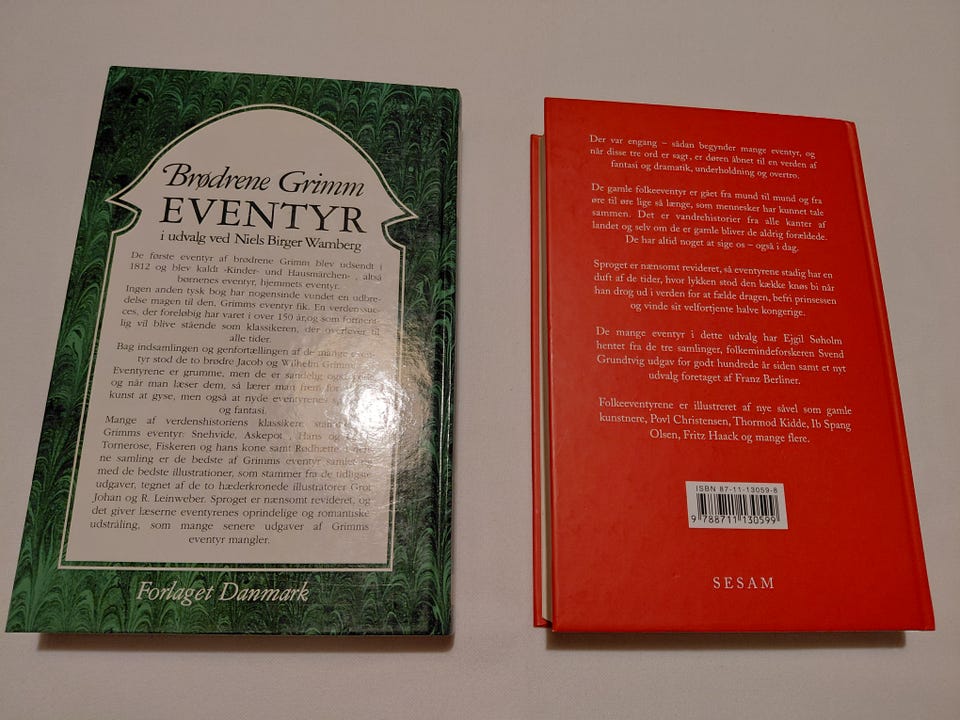 Brødrene Grimm
EVENTYR
i udvalg ved Niels Birger Wamberg
De første eventyr af brødrene Grimm blev udsendt i
1812 og blev kaldt -Kinder- und Hausmärchen-, altså
børnenes eventyr, hjemmets eventyr.
Ingen anden tysk bog har nogensinde vundet en udbre-
delse magen til den, Grimms eventyr fik. En verdenssuc-
ces, der foreløbig har varet i over 150 år, og som forment-
lig vil blive stående som klassikeren, der overlever til
alle tider.
Bag indsamlingen og genfortællingen af de mange
tyr stod de to brødre Jacob og Wilhelm Grimm.
Eventyrene er grumme, men de er sandelig også
og når man læser dem, så lærer man
kunst at gyse, men også at nyde eventyrenes
og fantasi.
Mange af verdenshistoriens klassikere
Grimms eventyr: Snehvide, Askepot, Hans og
Tornerose, Fiskeren og hans kone samt Rødhætte.
ne samling er de bedste af Grimms eventyr samlet
med de bedste illustrationer, som stammer fra de tidligste
udgaver, tegnet af de to hæderkronede illustratorer Grot
Johan og R. Leinweber. Sproget er nænsomt revideret, og
det giver læserne eventyrenes oprindelige og romantiske
udstråling, som mange senere udgaver af Grimms
eventyr mangler.
Forlaget Danmark
Der var engang – sådan begynder mange eventyr, og
når disse tre ord er sagt, er døren åbnet til en verden af
fantasi og dramatik, underholdning og overtro.
De gamle folkeeventyr er gået fra mund til mund og fra
øre til øre lige så længe, som mennesker har kunnet tale
sammen. Det er vandrehistorier fra alle kanter af
landet og selv om de er gamle bliver de aldrig forældede.
De har altid noget at sige os – også i dag.
Sproget er nænsomt revideret, så eventyrene stadig har en
duft af de tider, hvor lykken stod den kække knøs bi når
han drog ud i verden for at fælde dragen, befri prinsessen
og vinde sit velfortjente halve kongerige.
De mange eventyr i dette udvalg har Ejgil Søholm
hentet fra de tre samlinger, folkemindeforskeren Svend
Grundtvig udgav for godt hundrede år siden samt et nyt
udvalg foretaget af Franz Berliner.
Folkeeventyrene er illustreret af nye såvel som gamle
kunstnere, Povl Christensen, Thormod Kidde, Ib Spang
Olsen, Fritz Haack og mange flere.
ISBN 87-11-13059-8
9 788711 130599
SESAM